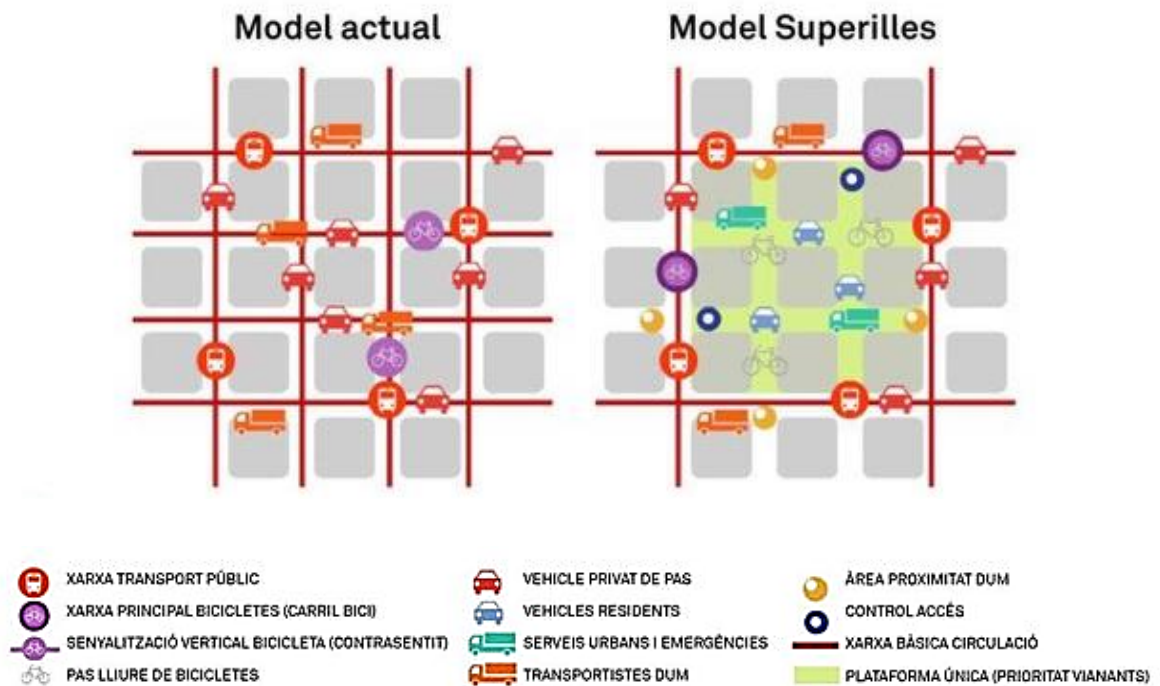 Model actual
Model Superilles
XARXA TRANSPORT PÚBLIC
XARXA PRINCIPAL BICICLETES (CARRIL BICI)
SENYALITZACIÓ VERTICAL BICICLETA (CONTRASENTIT)
PAS LLIURE DE BICICLETES
VEHICLE PRIVAT DE PAS
VEHICLES RESIDENTS
SERVEIS URBANS I EMERGÈNCIES
TRANSPORTISTES DUM
ÀREA PROXIMITAT DUM
CONTROL ACCÉS
XARXA BÀSICA CIRCULACIÓ
PLATAFORMA ÚNICA (PRIORITAT VIANANTS)